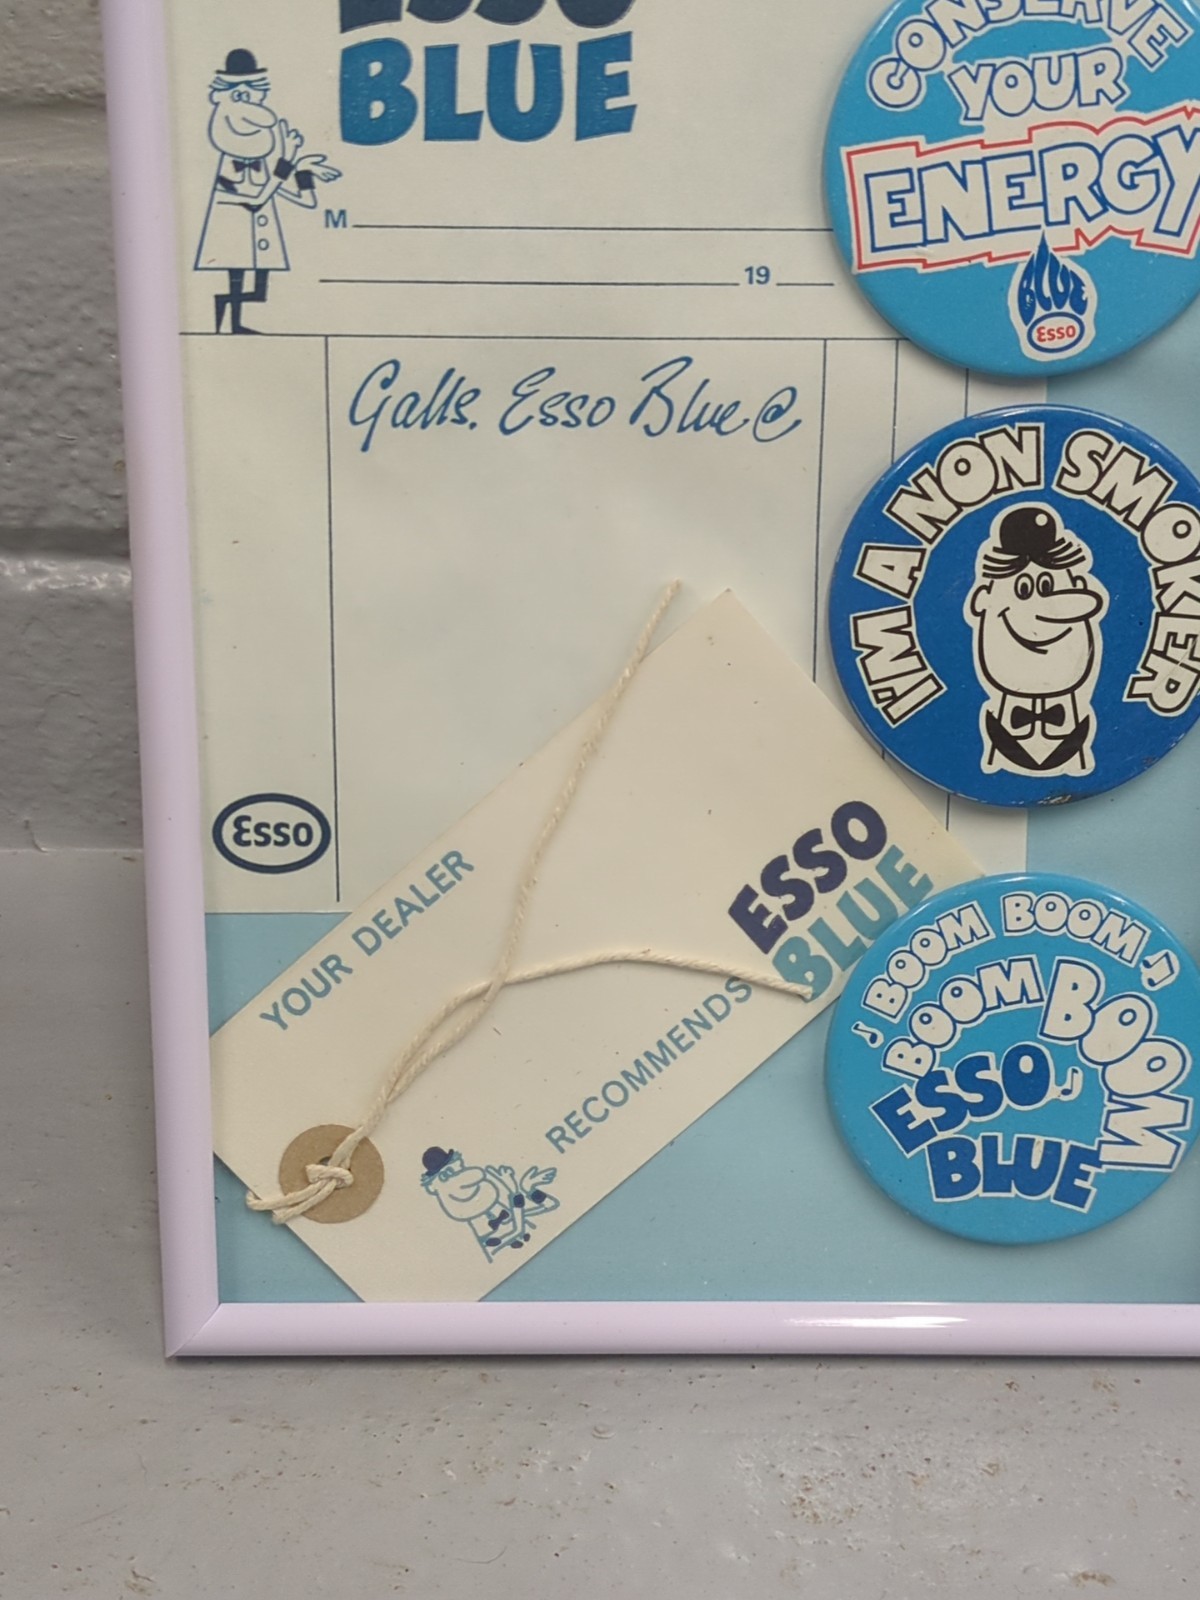 ESSO
BLUE
M
19
Galls. Esso Blue @
Esso
YOUR DEALER
RECOMMENDS
ESSO
BLUE
CONSERVE
YOUR
ENERGY
BLUE
Esso
I'M A NON SMOKER
BOOM BOOM
BOOM BOOM
ESSO
BLUE